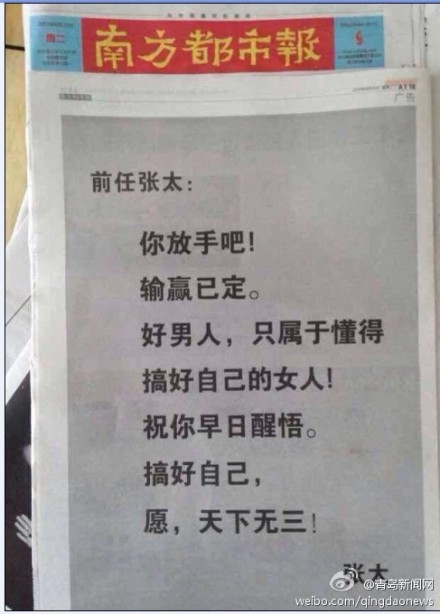 南方都市報
周二
广告
前任张太：
你放手吧！
输赢已定。
好男人，只属于懂得
搞好自己的女人！
祝你早日醒悟。
搞好自己，
愿，天下无三！
张太
@青岛新闻网
weibo.com/qingdaonews